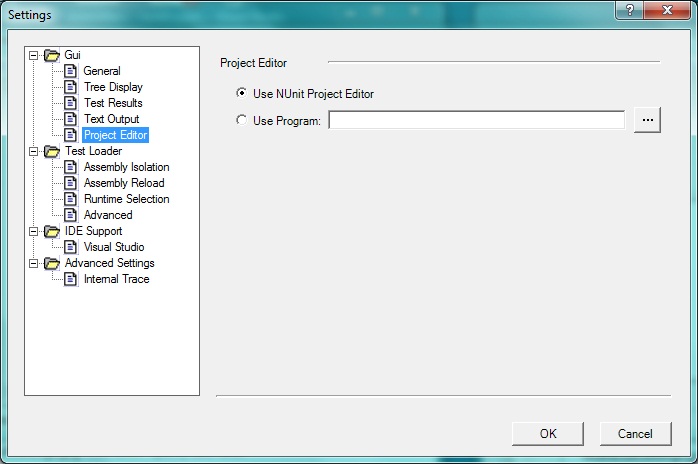 Settings
Gui
General
Tree Display
Test Results
Text Output
Project Editor
Test Loader
Assembly Isolation
Assembly Reload
Runtime Selection
Advanced
IDE Support
Visual Studio
Advanced Settings
Internal Trace
Project Editor
Use NUnit Project Editor
Use Program:
...
OK Cancel